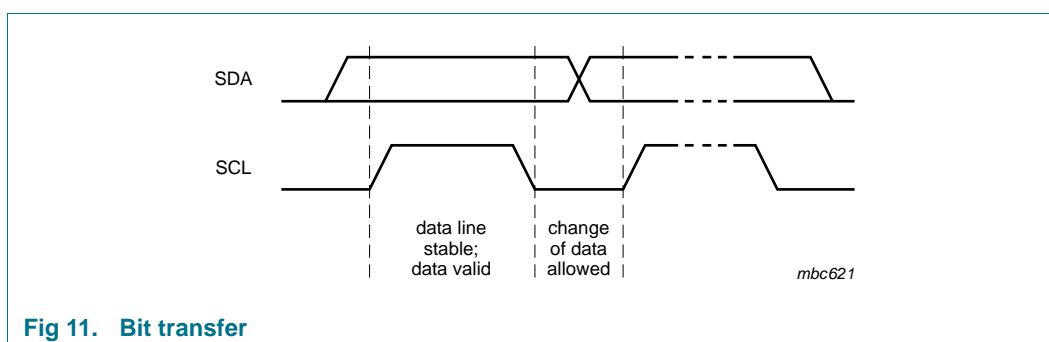 SDA
SCL
data line
stable;
data valid
change
of data
allowed
mbc621
Fig 11. Bit transfer